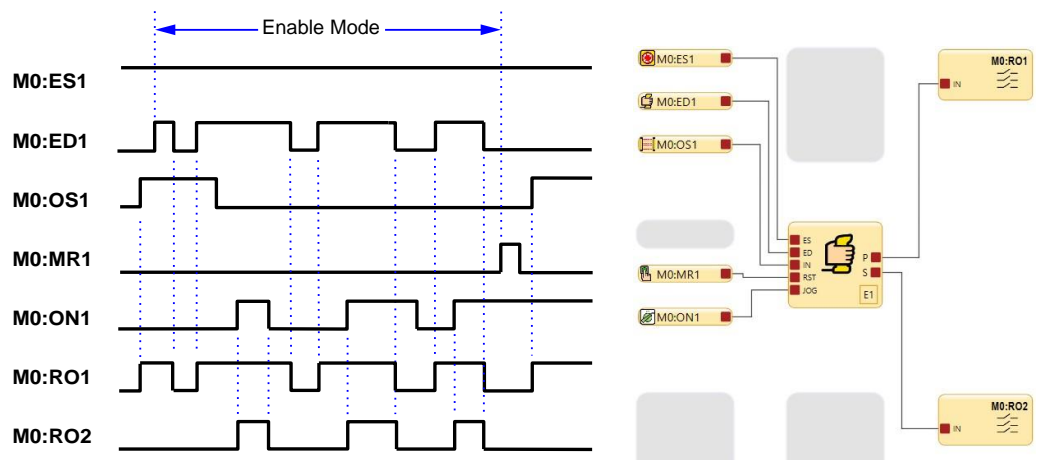 Enable Mode
M0:ES1
M0:ED1
M0:OS1
M0:MR1
M0:ON1
M0:RO1
M0:RO2
M0:ES1
M0:ED1
M0:OS1
M0:MR1
M0:ON1
ES
ED
IN
RST
JOG
P
S
E1
M0:RO1
IN
M0:RO2
IN